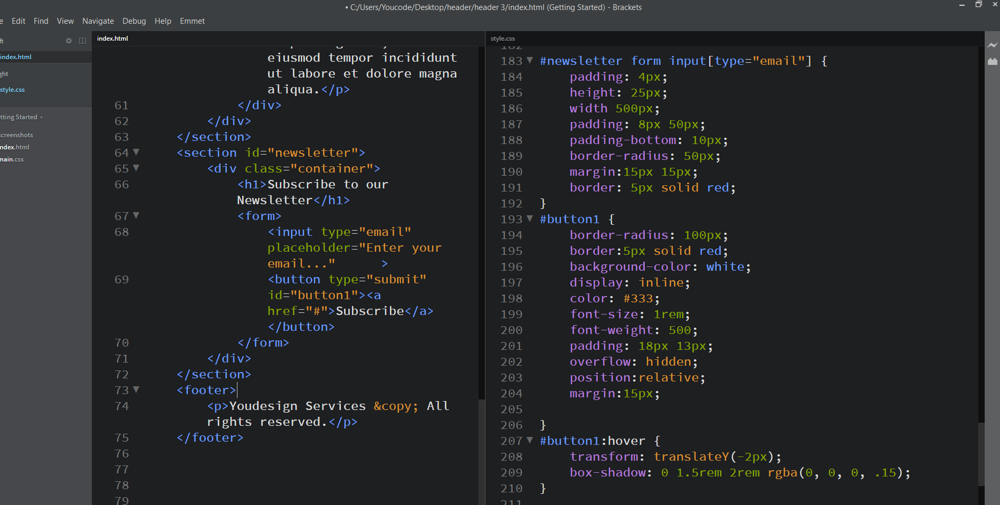 • C:/Users/Youcode/Desktop/header/header 3/index.html (Getting Started) - Brackets
e Edit Find View Navigate Debug Help Emmet
ft
index.html
ght
style.css
tting Started
screenshots
ndex.html
main.css
index.html
eiusmod tempor incididunt
ut labore et dolore magna
aliqua.</p>
61 </div>
62 </div>
63 </section>
64 <section id="newsletter">
65 <div class="container">
66 <h1>Subscribe to our
Newsletter</h1>
67 <form>
68 <input type="email"
placeholder="Enter your
email..." >
69 <button type="submit"
id="button1"><a
href="#">Subscribe</a>
</button>
70 </form>
71 </div>
72 </section>
73 <footer>
74 <p>Youdesign Services &copy; All
rights reserved.</p>
75 </footer>
76
77
78
79
style.css
182
183 #newsletter form input[type="email"] {
184 padding: 4px;
185 height: 25px;
186 width 500px;
187 padding: 8px 50px;
188 padding-bottom: 10px;
189 border-radius: 50px;
190 margin:15px 15px;
191 border: 5px solid red;
192 }
193 #button1 {
194 border-radius: 100px;
195 border:5px solid red;
196 background-color: white;
197 display: inline;
198 color: #333;
199 font-size: 1rem;
200 font-weight: 500;
201 padding: 18px 13px;
202 overflow: hidden;
203 position:relative;
204 margin:15px;
205
206 }
207 #button1:hover {
208 transform: translateY(-2px);
209 box-shadow: 0 1.5rem 2rem rgba(0, 0, 0, .15);
210 }
211